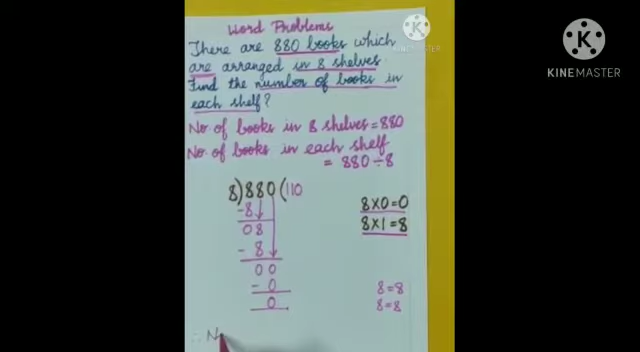 Word Problems
There are 880 books which
are arranged in 8 shelves.
Find the number of books in
each shelf?
No of books in 8 shelves = 880
No. of books in each shelf
= 880 ÷ 8
8)880(110
-8
08
-8
00
-0
0
8×0=0
8×1=8
8=8
8=8
∴ N
KINEMASTER
KINEMASTER